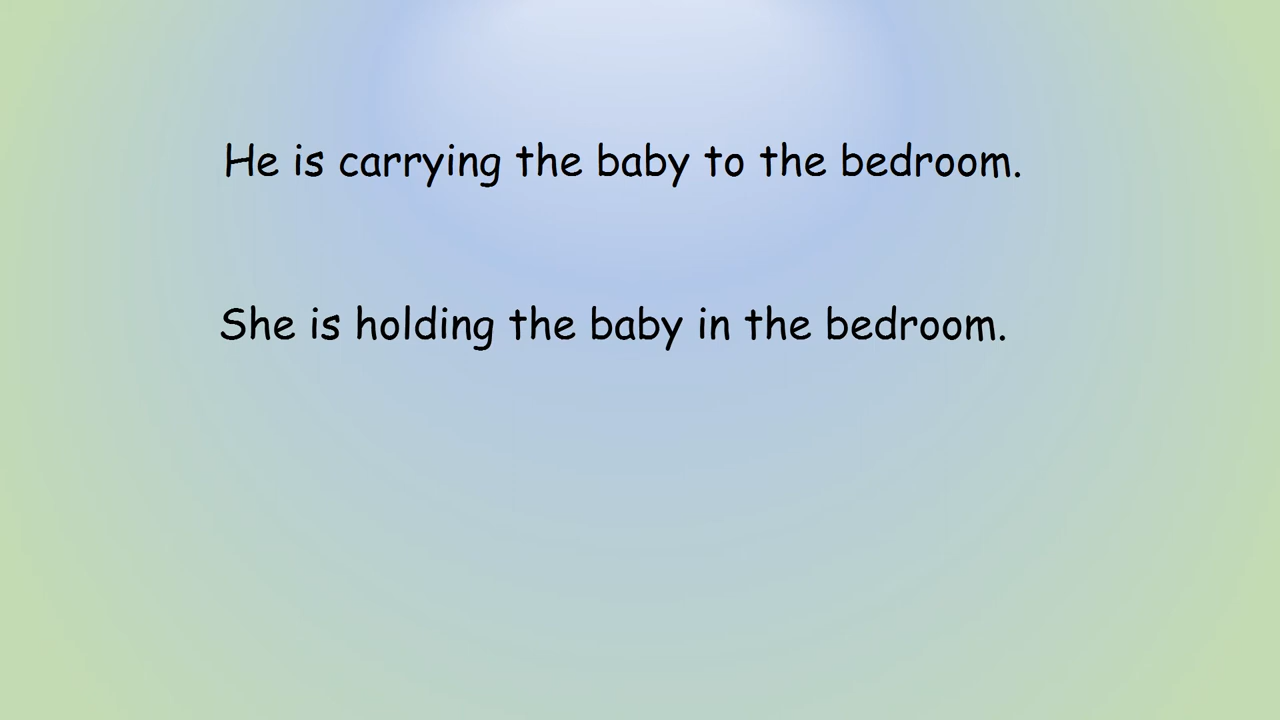 He is carrying the baby to the bedroom.
She is holding the baby in the bedroom.